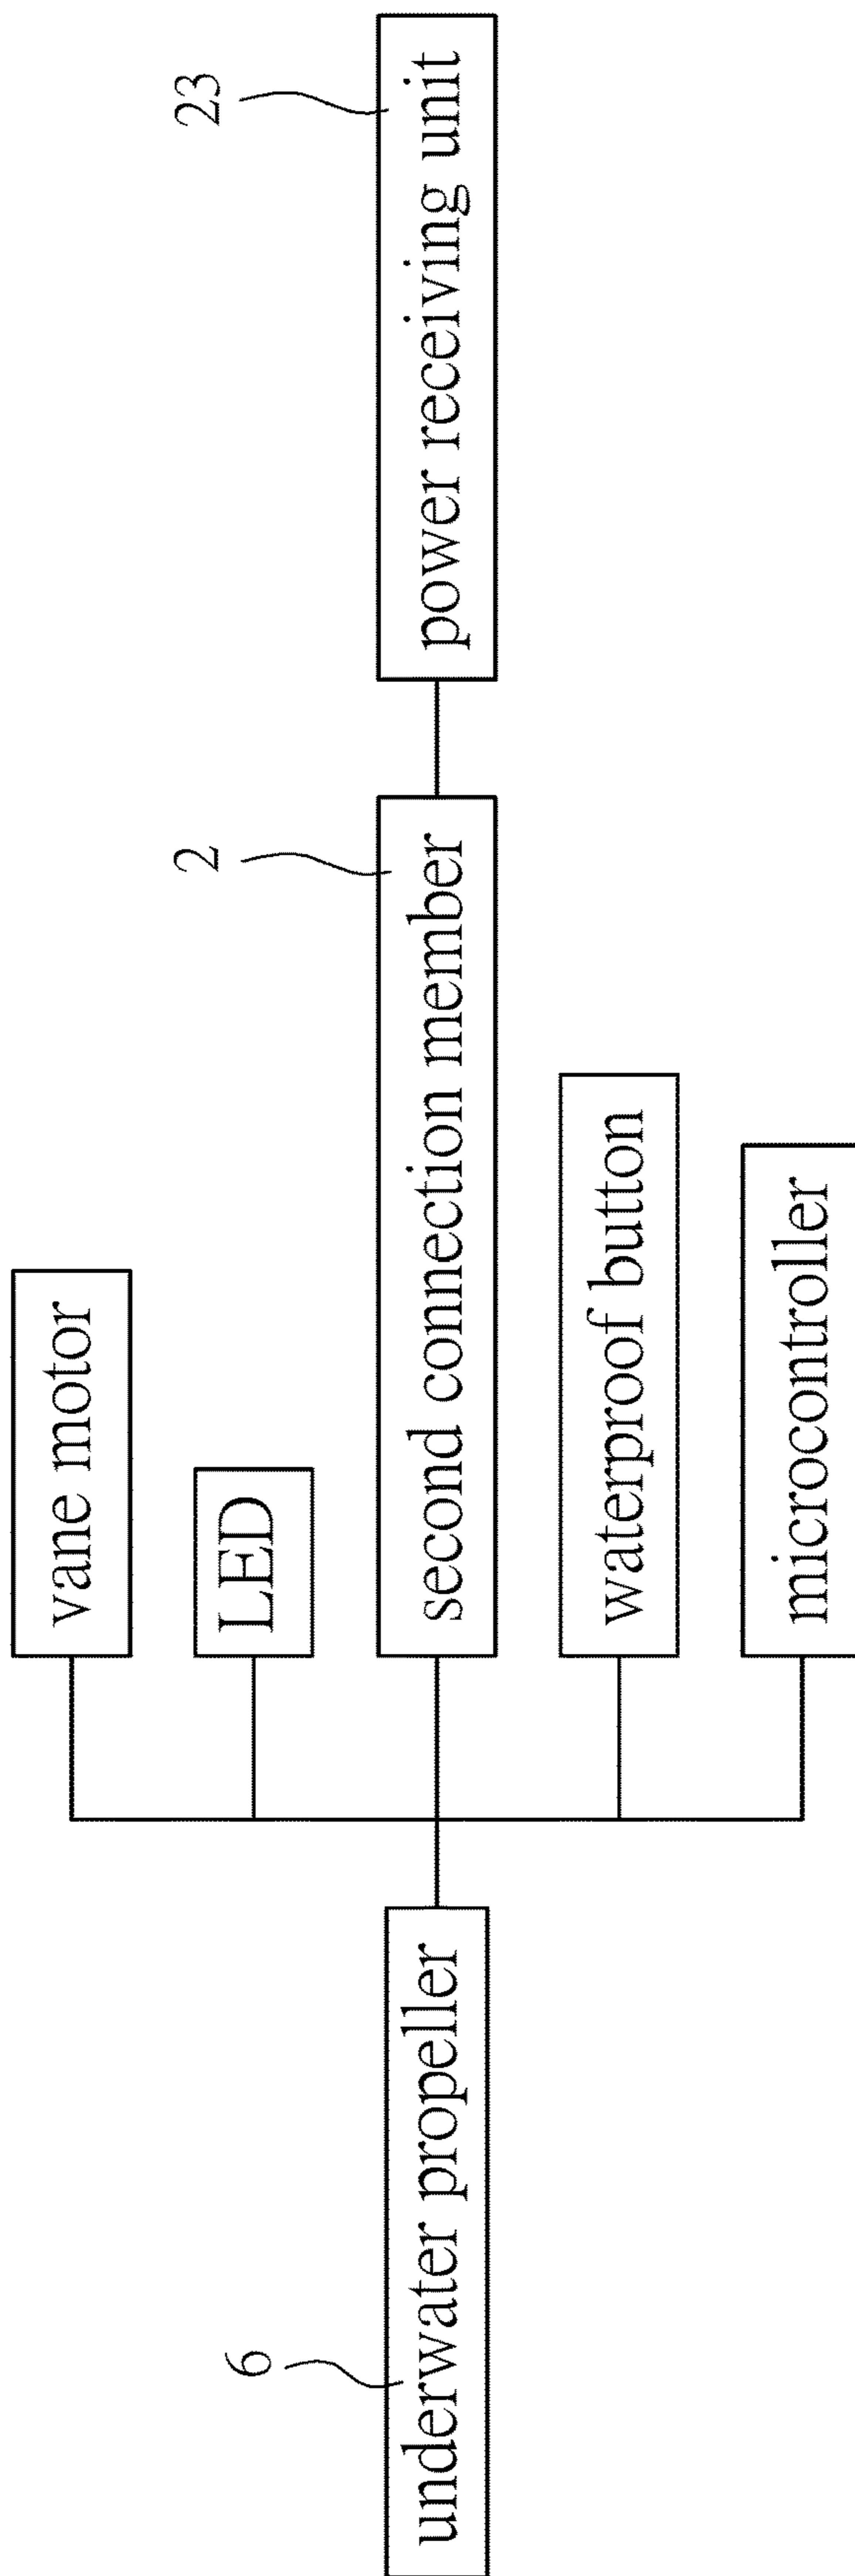 6
underwater propeller
vane motor
LED
2
second connection member
waterproof button
microcontroller
23
power receiving unit